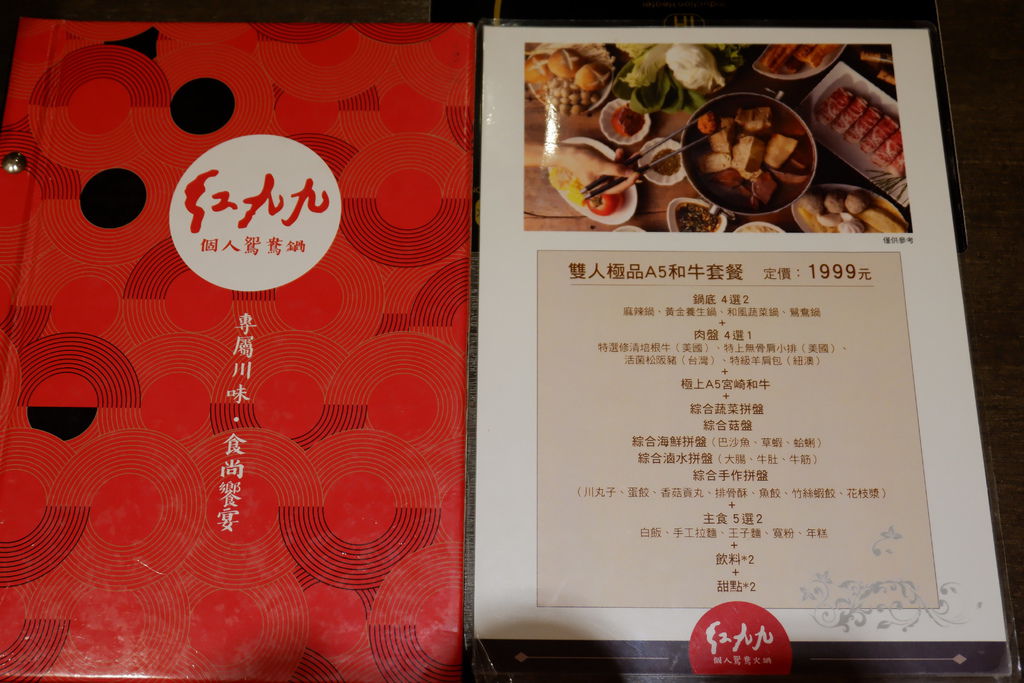 紅九九
個人鴛鴦鍋
專屬川味・食尚饗宴
僅供參考
雙人極品A5和牛套餐 定價：1999元
鍋底 4選2
麻辣鍋、黃金養生鍋、和風蔬菜鍋、鴛鴦鍋
+
肉盤 4選1
特選修清培根牛（美國）、特上無骨肩小排（美國）、
活菌松阪豬（台灣）、特級羊肩包（紐澳）
+
極上A5宮崎和牛
+
綜合蔬菜拼盤
綜合菇盤
綜合海鮮拼盤（巴沙魚、草蝦、蛤蜊）
綜合滷水拼盤（大腸、牛肚、牛筋）
綜合手作拼盤
（川丸子、蛋餃、香菇貢丸、排骨酥、魚餃、竹絲蝦餃、花枝漿）
+
主食 5選2
白飯、手工拉麵、王子麵、寬粉、年糕
+
飲料*2
+
甜點*2
紅九九
個人鴛鴦火鍋